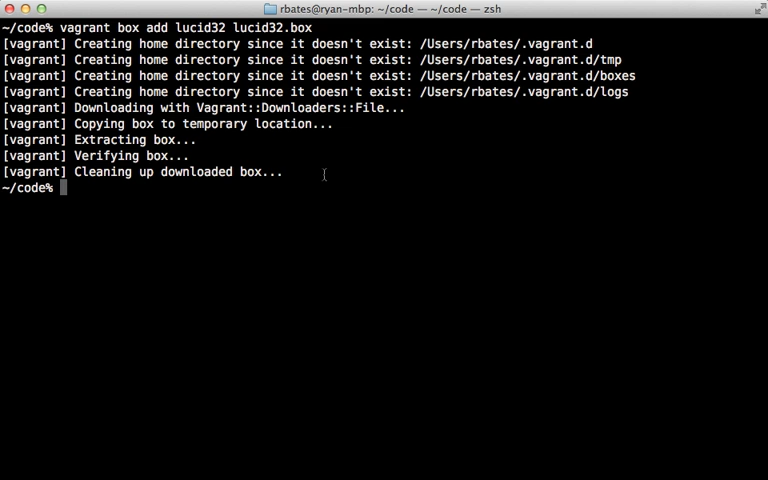 rbates@ryan-mbp: ~/code — ~/code — zsh
~/code% vagrant box add lucid32 lucid32.box
[vagrant] Creating home directory since it doesn't exist: /Users/rbates/.vagrant.d
[vagrant] Creating home directory since it doesn't exist: /Users/rbates/.vagrant.d/tmp
[vagrant] Creating home directory since it doesn't exist: /Users/rbates/.vagrant.d/boxes
[vagrant] Creating home directory since it doesn't exist: /Users/rbates/.vagrant.d/logs
[vagrant] Downloading with Vagrant::Downloaders::File...
[vagrant] Copying box to temporary location...
[vagrant] Extracting box...
[vagrant] Verifying box...
[vagrant] Cleaning up downloaded box...
~/code%